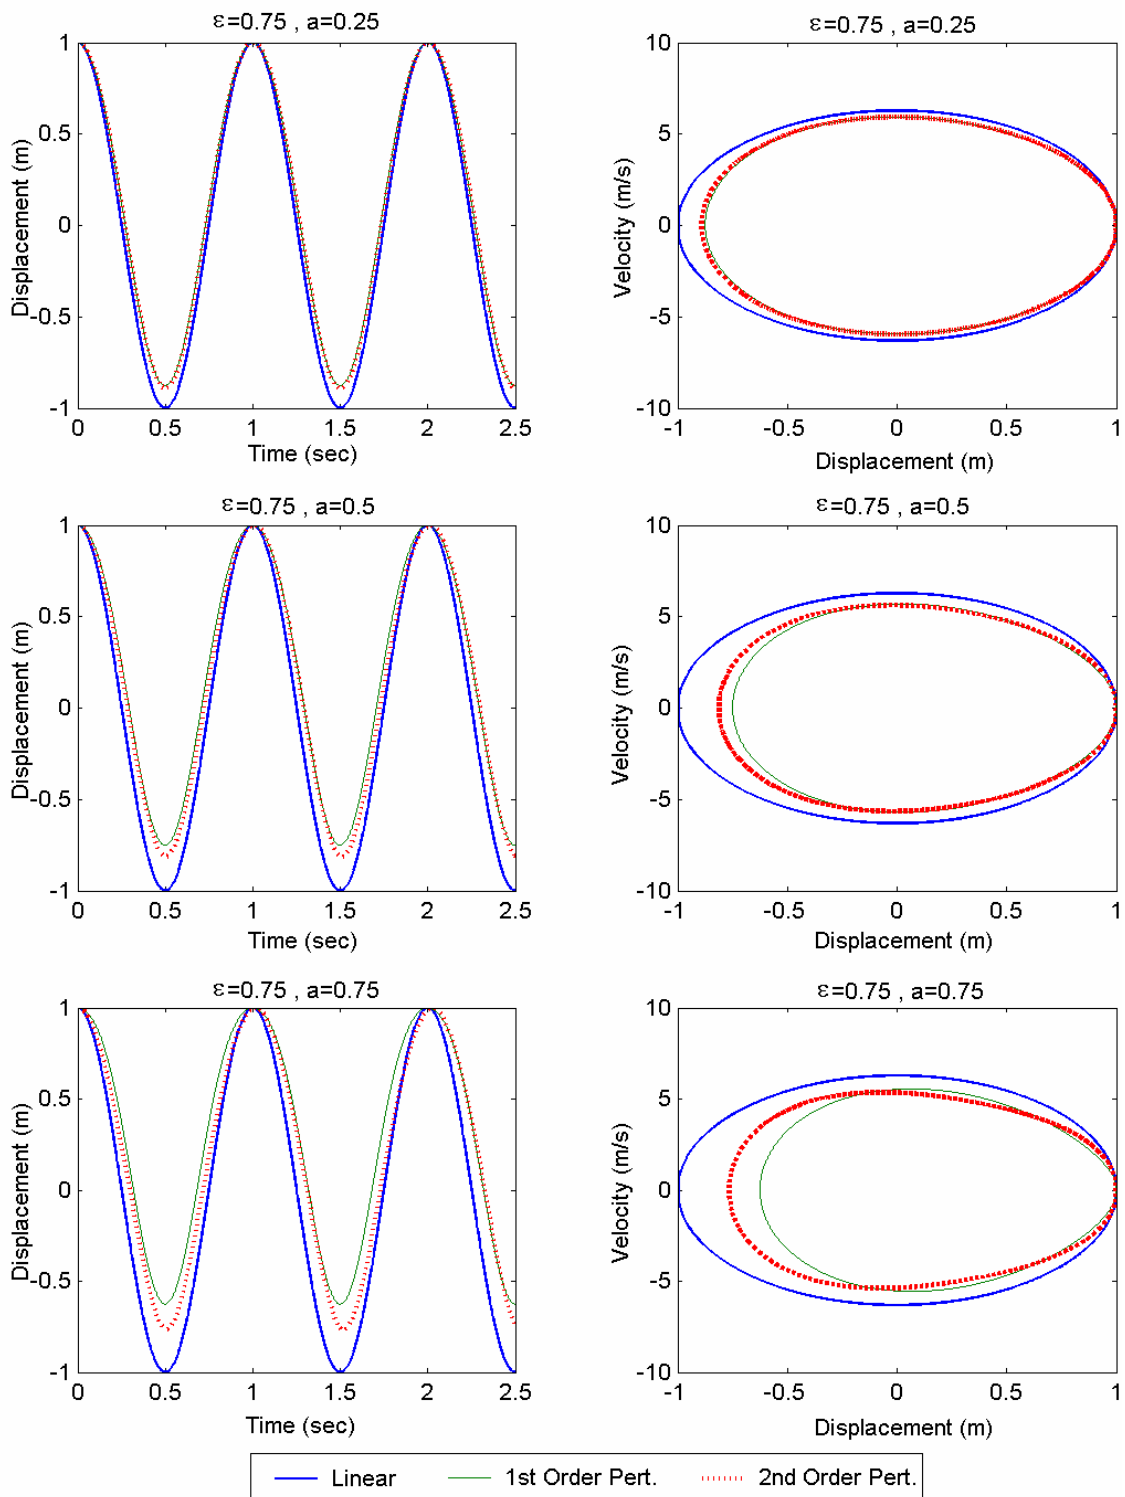 ε=0.75 , a=0.25
Displacement (m)
1
0.5
0
-0.5
-1
0 0.5 1 1.5 2 2.5
Time (sec)
ε=0.75 , a=0.25
Velocity (m/s)
10
5
0
-5
-10
-1 -0.5 0 0.5 1
Displacement (m)
ε=0.75 , a=0.5
Displacement (m)
1
0.5
0
-0.5
-1
0 0.5 1 1.5 2 2.5
Time (sec)
ε=0.75 , a=0.5
Velocity (m/s)
10
5
0
-5
-10
-1 -0.5 0 0.5 1
Displacement (m)
ε=0.75 , a=0.75
Displacement (m)
1
0.5
0
-0.5
-1
0 0.5 1 1.5 2 2.5
Time (sec)
ε=0.75 , a=0.75
Velocity (m/s)
10
5
0
-5
-10
-1 -0.5 0 0.5 1
Displacement (m)
Linear 1st Order Pert. 2nd Order Pert.